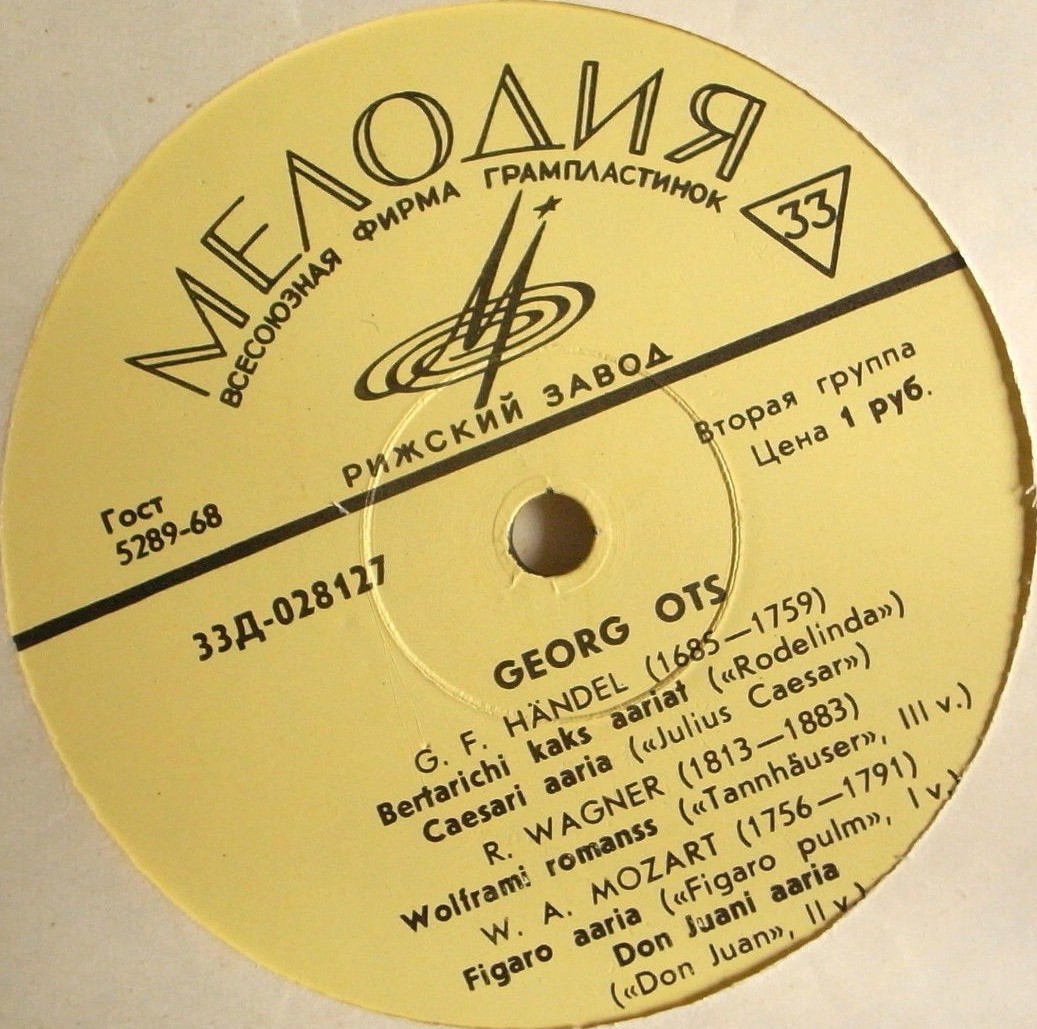 МЕЛОДИЯ
ВСЕСОЮЗНАЯ ФИРМА ГРАМПЛАСТИНОК
33
РИЖСКИЙ ЗАВОД
Гост
5289-68
Вторая группа
Цена 1 руб.
33Д-028127
GEORG OTS
G. F. HÄNDEL (1685—1759)
Bertarichi kaks aariat («Rodelinda»)
Caesari aaria («Julius Caesar»)
R. WAGNER (1813—1883)
Wolframi romanss («Tannhäuser», III v.)
W. A. MOZART (1756—1791)
Figaro aaria («Figaro pulm», I v.)
Don Juani aaria
(«Don Juan», II v.)